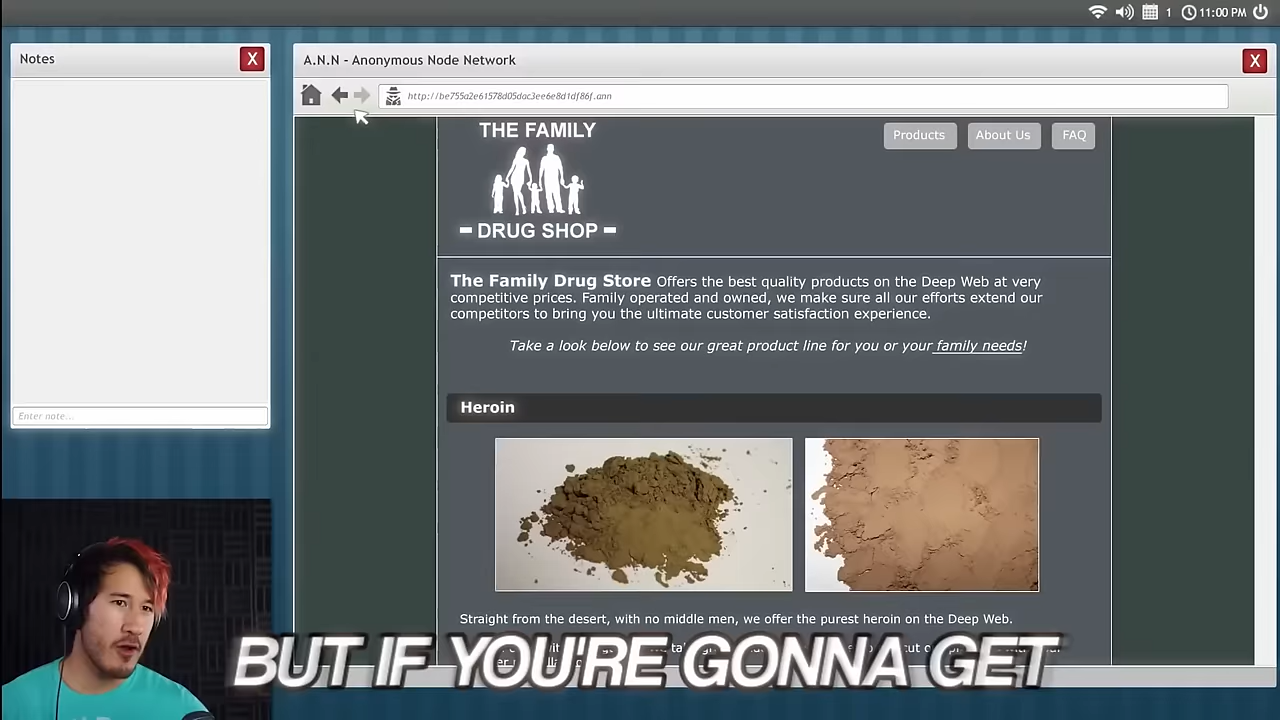 1
11:00 PM
Notes
X
Enter note...
A.N.N - Anonymous Node Network
X
http://be755a2e61578d05dac3ee6e8d1df86f.ann
THE FAMILY
DRUG SHOP
Products
About Us
FAQ
The Family Drug Store Offers the best quality products on the Deep Web at very
competitive prices. Family operated and owned, we make sure all our efforts extend our
competitors to bring you the ultimate customer satisfaction experience.
Take a look below to see our great product line for you or your family needs!
Heroin
Straight from the desert, with no middle men, we offer the purest heroin on the Deep Web.
BUT IF YOU'RE GONNA GET